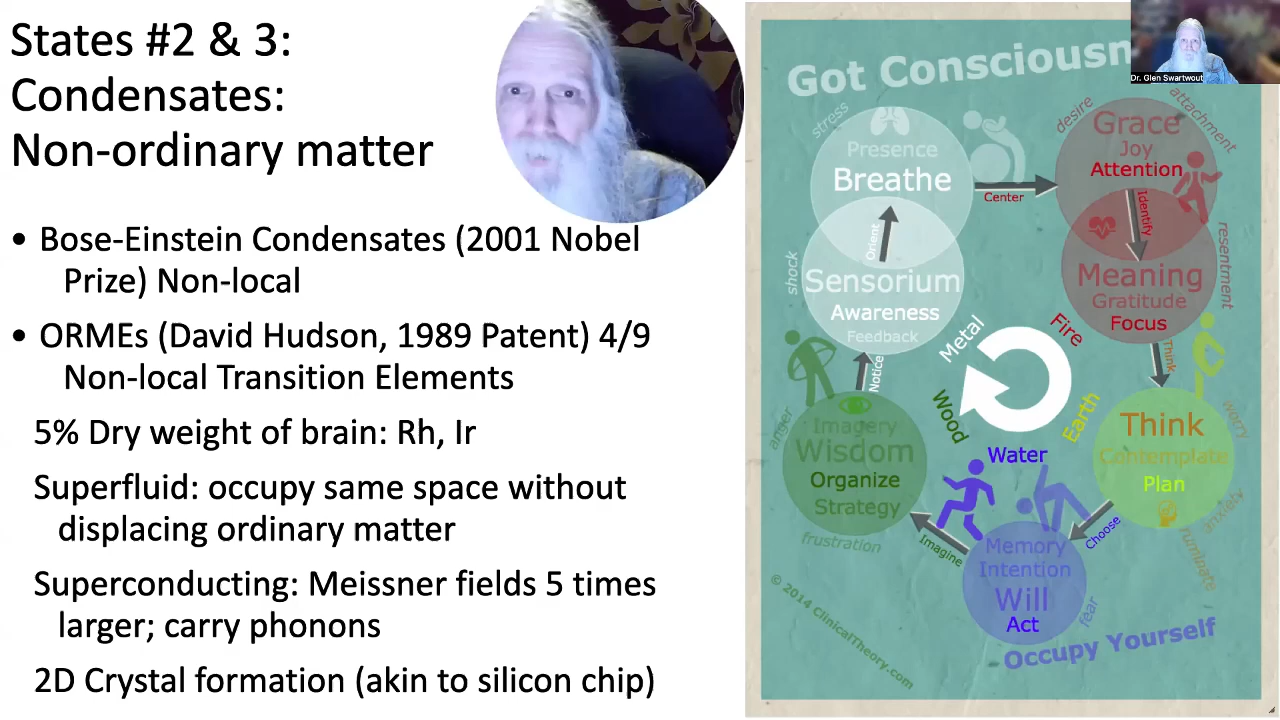 States #2 & 3:
Condensates:
Non-ordinary matter
• Bose-Einstein Condensates (2001 Nobel
Prize) Non-local
• ORMEs (David Hudson, 1989 Patent) 4/9
Non-local Transition Elements
5% Dry weight of brain: Rh, Ir
Superfluid: occupy same space without
displacing ordinary matter
Superconducting: Meissner fields 5 times
larger; carry phonons
2D Crystal formation (akin to silicon chip)
Got Consciousn
Dr. Glen Swartwout
stress
Presence
Breathe
Center
desire
attachment
Grace
Joy
Attention
Identify
Orient
shock
Sensorium
Awareness
Feedback
Meaning
Gratitude
Focus
resentment
Metal
Fire
Notice
Think
Wood
Earth
Water
anger
Imagery
Wisdom
Organize
Strategy
frustration
Think
Contemplate
Plan
worry
anxiety
ruminate
Choose
Imagine
Memory
Intention
Will
Act
fear
© 2014 ClinicalTheory.com
Occupy Yourself